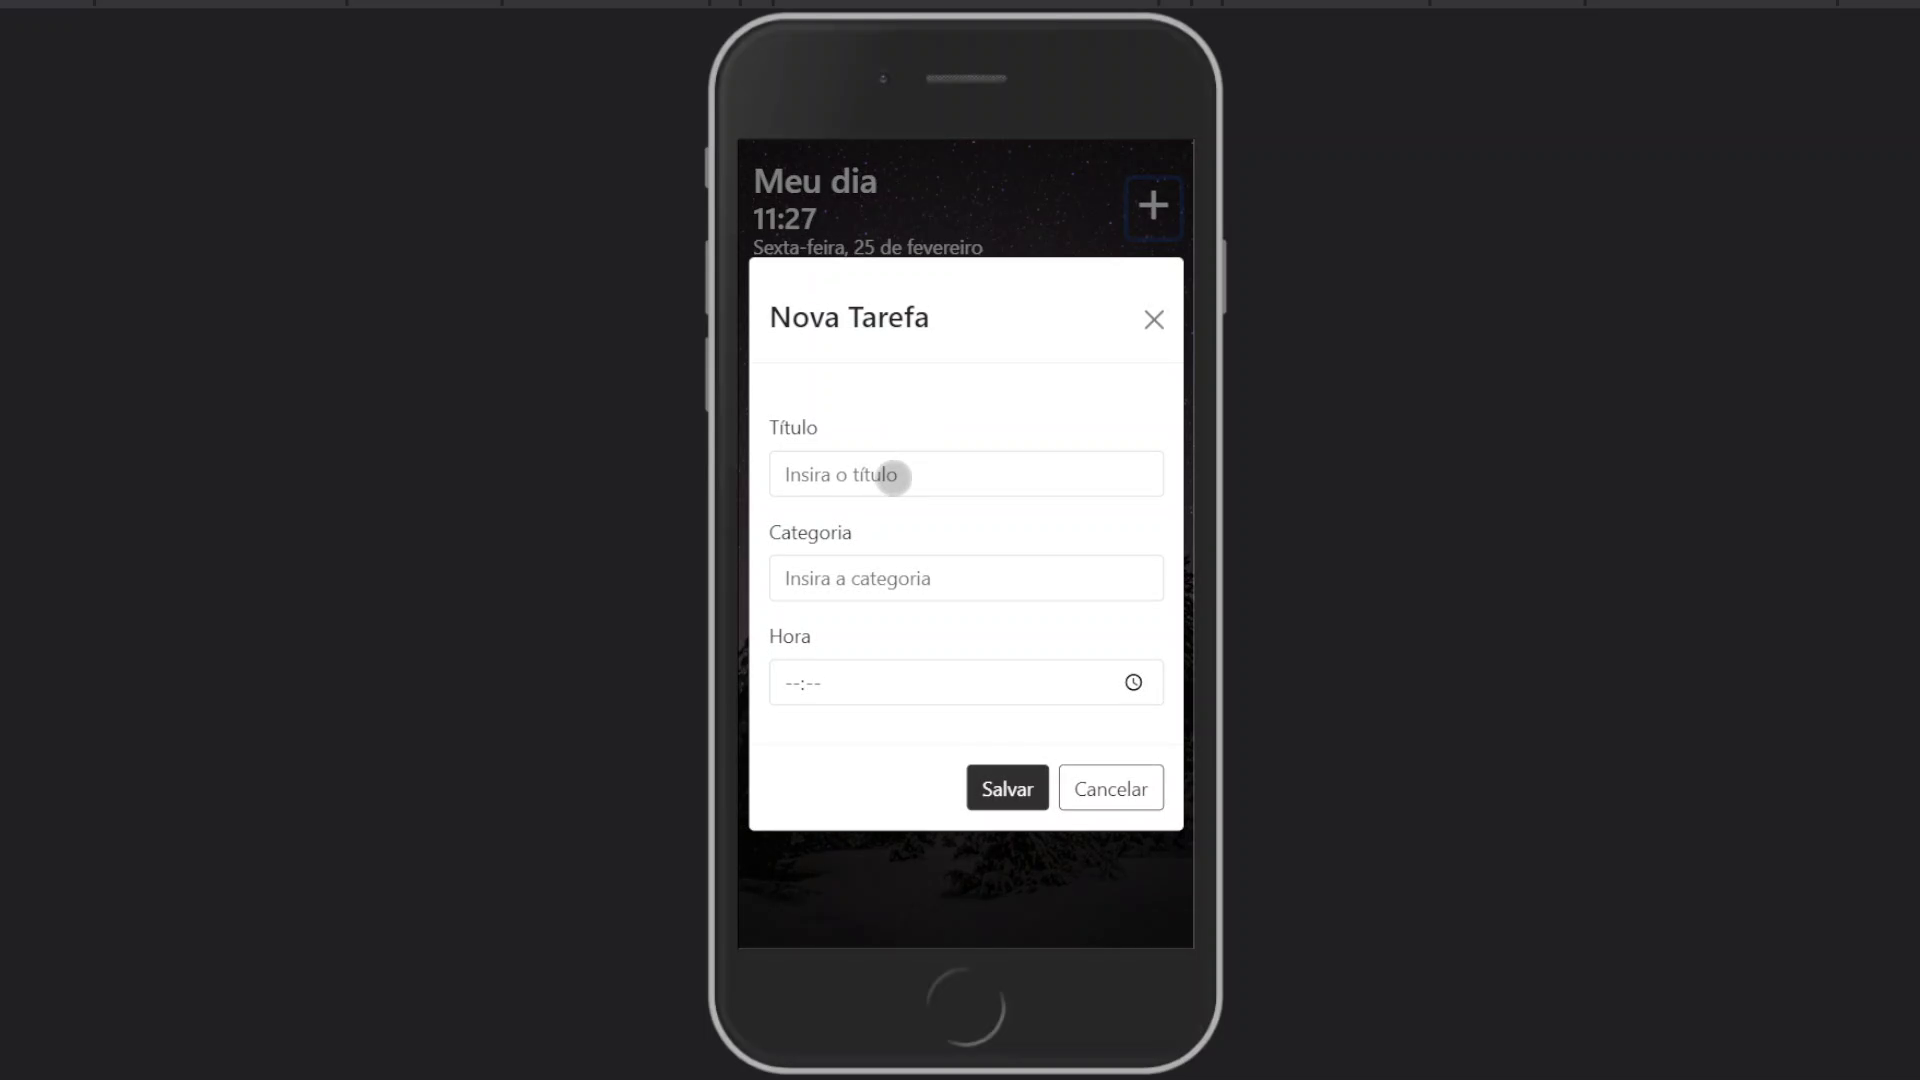 Meu dia
11:27
Sexta-feira, 25 de fevereiro
Nova Tarefa
Título
Insira o título
Categoria
Insira a categoria
Hora
--:--
Salvar
Cancelar